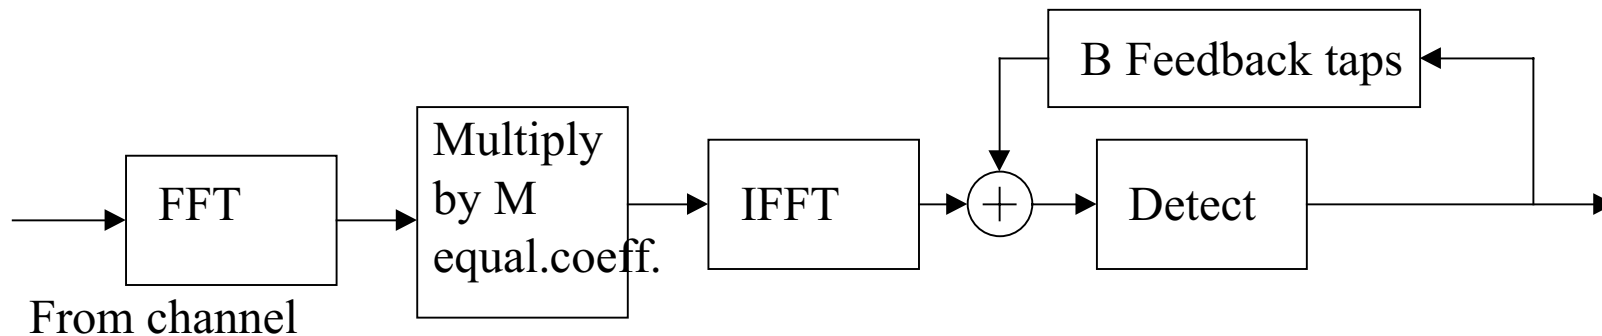 B Feedback taps
Multiply
by M
equal.coeff.
FFT
IFFT
+
Detect
From channel